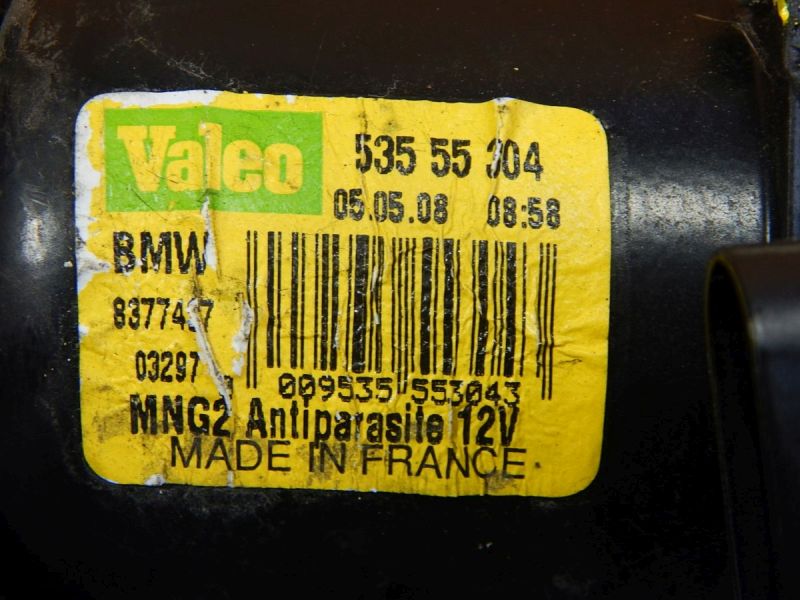 Valeo 535 55 304
05.05.08 08:58
BMW
8377437
03297
009535 553043
MNG2 Antiparasite 12V
MADE IN FRANCE